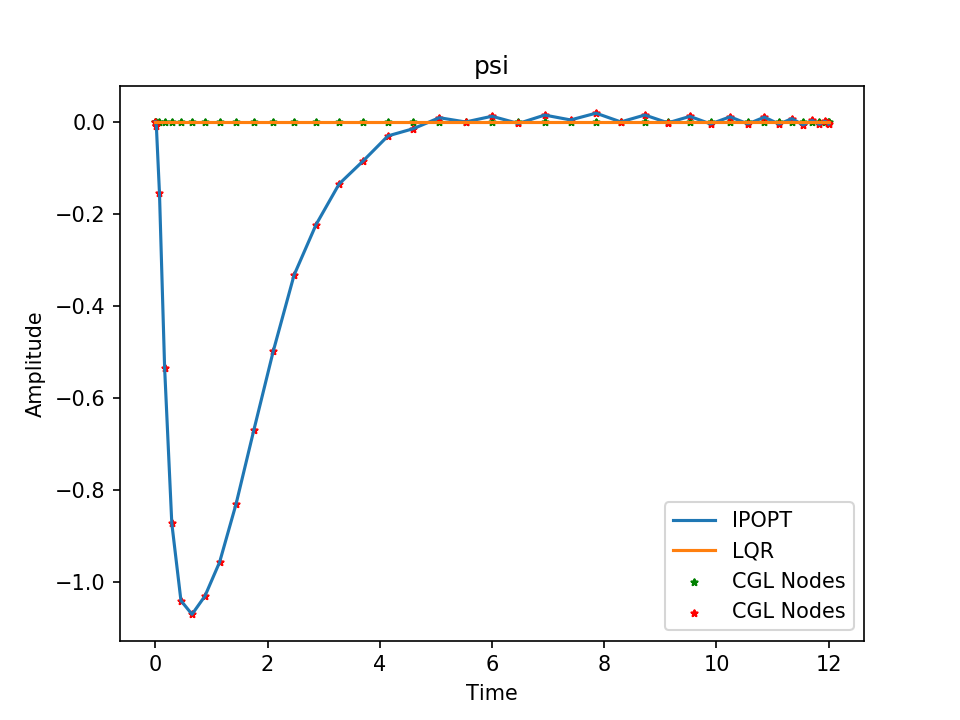 psi
0.0
−0.2
−0.4
−0.6
−0.8
−1.0
Amplitude
0 2 4 6 8 10 12
Time
IPOPT
LQR
CGL Nodes
CGL Nodes